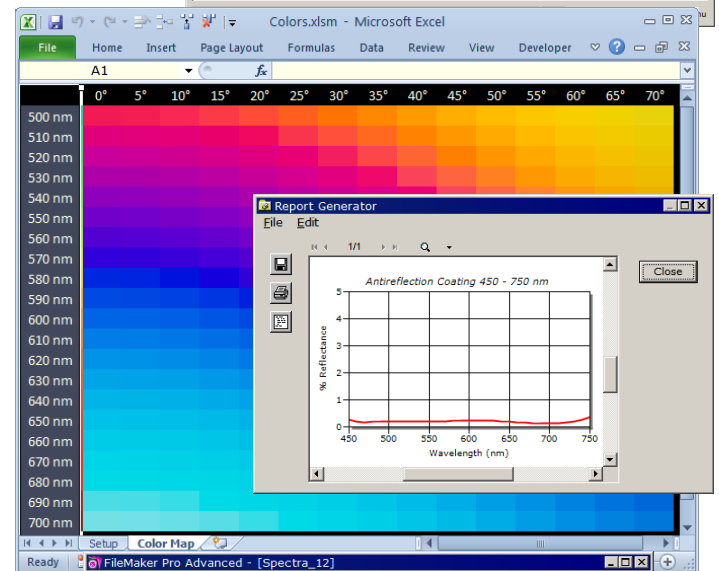 nu
Colors.xlsm - Microsoft Excel
File Home Insert Page Layout Formulas Data Review View Developer
A1 fx
0° 5° 10° 15° 20° 25° 30° 35° 40° 45° 50° 55° 60° 65° 70°
500 nm
510 nm
520 nm
530 nm
540 nm
550 nm
560 nm
570 nm
580 nm
590 nm
600 nm
610 nm
620 nm
630 nm
640 nm
650 nm
660 nm
670 nm
680 nm
690 nm
700 nm
Report Generator
File Edit
1/1
Close
Antireflection Coating 450 - 750 nm
% Reflectance
5
4
3
2
1
0
450 500 550 600 650 700 750
Wavelength (nm)
Setup Color Map
Ready
FileMaker Pro Advanced - [Spectra_12]